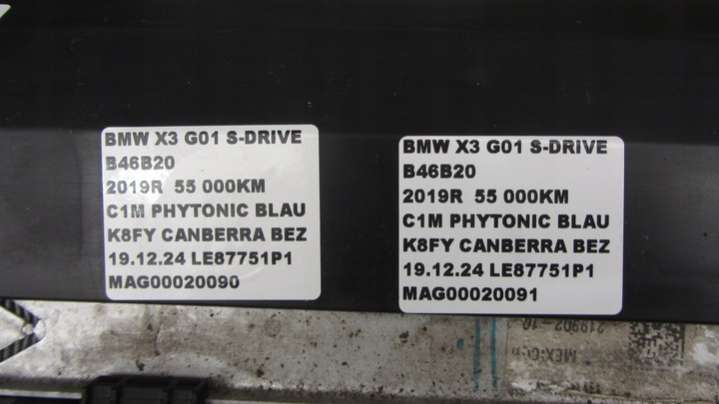 BMW X3 G01 S-DRIVE
B46B20
2019R 55 000KM
C1M PHYTONIC BLAU
K8FY CANBERRA BEZ
19.12.24 LE87751P1
MAG00020090
BMW X3 G01 S-DRIVE
B46B20
2019R 55 000KM
C1M PHYTONIC BLAU
K8FY CANBERRA BEZ
19.12.24 LE87751P1
MAG00020091